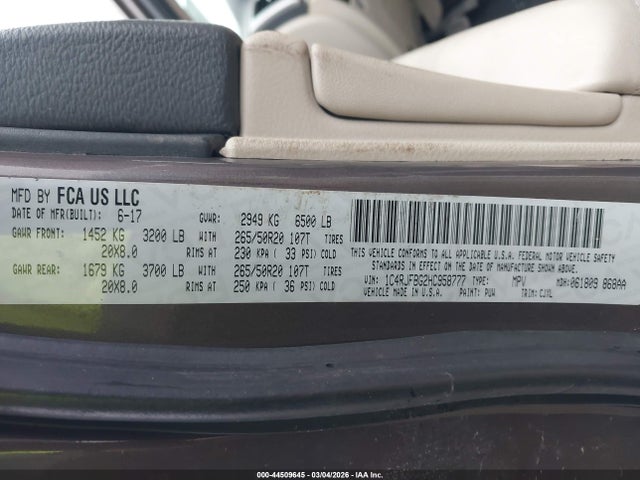 MFD BY FCA US LLC
DATE OF MFR(BUILT): 6-17 GVWR: 2949 KG 6500 LB
GAWR FRONT: 1452 KG 3200 LB WITH 265/50R20 107T TIRES
20X8.0 RIMS AT 230 KPA ( 33 PSI) COLD
GAWR REAR: 1679 KG 3700 LB WITH 265/50R20 107T TIRES
20X8.0 RIMS AT 250 KPA ( 36 PSI) COLD
THIS VEHICLE CONFORMS TO ALL APPLICABLE U.S.A. FEDERAL MOTOR VEHICLE SAFETY
STANDARDS IN EFFECT ON THE DATE OF MANUFACTURE SHOWN ABOVE.
VIN: 1C4RJFBG2HC958777 TYPE: MPV MDH:061809 868AA
VEHICLE MADE IN U.S.A. PAINT: PUW TRIM:
000-44509645 - 03/04/2026 - IAA Inc.